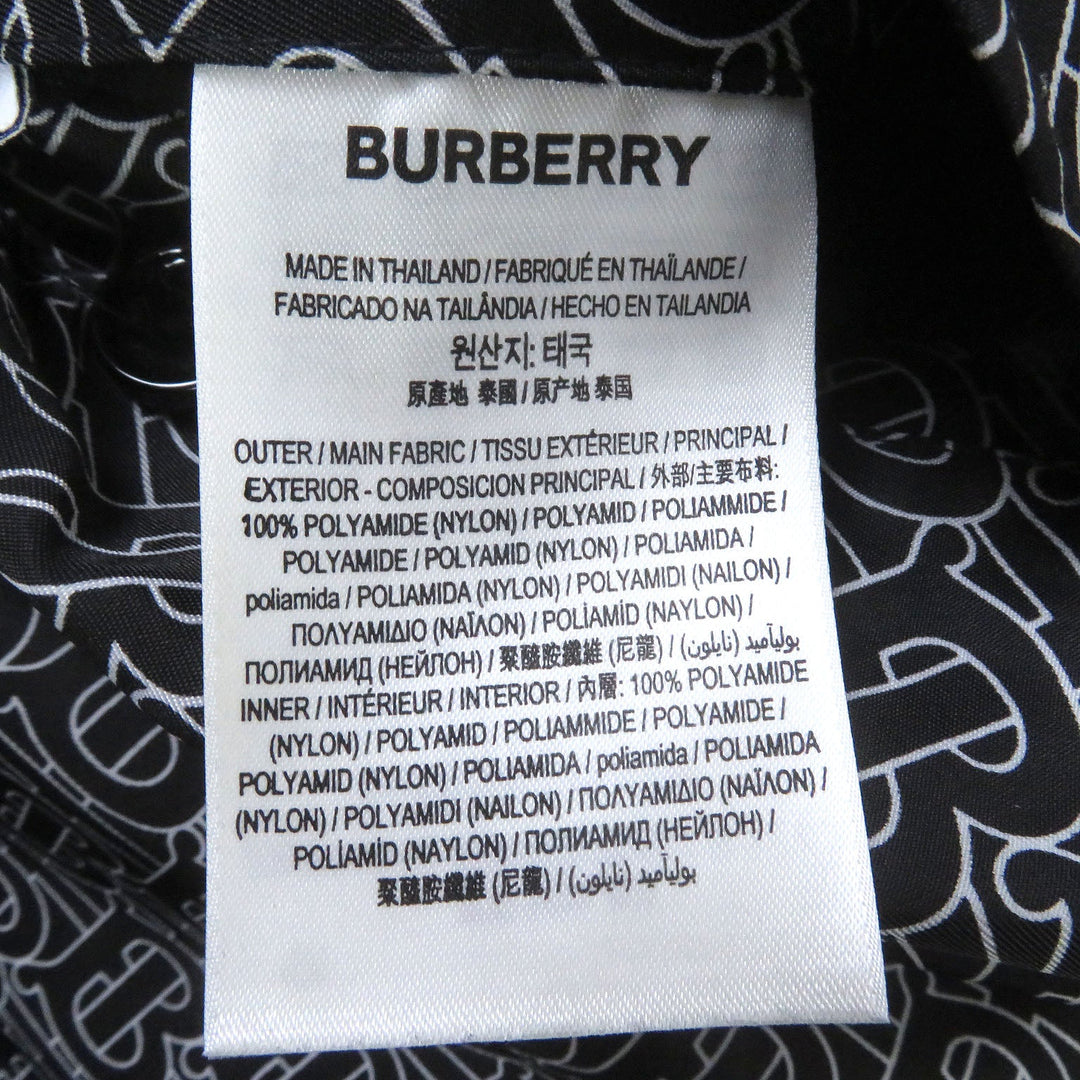 BURBERRY
MADE IN THAILAND / FABRIQUÉ EN THAÏLANDE /
FABRICADO NA TAILÂNDIA / HECHO EN TAILANDIA
원산지: 태국
原產地 泰國 / 原产地 泰国
OUTER / MAIN FABRIC / TISSU EXTÉRIEUR / PRINCIPAL /
EXTERIOR - COMPOSICION PRINCIPAL / 外部/主要布料:
100% POLYAMIDE (NYLON) / POLYAMID / POLIAMMIDE /
POLYAMIDE / POLYAMID (NYLON) / POLIAMIDA /
poliamida / POLIAMIDA (NYLON) / POLYAMIDI (NAILON) /
ΠΟΛΥΑΜΙΔΙΟ (ΝΑΪΛΟΝ) / POLİAMİD (NAYLON) /
ПОЛИАМИД (НЕЙЛОН) / 聚醯胺纖維 (尼龍) / بوليآميد (نايلون) /
INNER / INTÉRIEUR / INTERIOR / 內層: 100% POLYAMIDE
(NYLON) / POLYAMID / POLIAMMIDE / POLYAMIDE /
POLYAMID (NYLON) / POLIAMIDA / poliamida / POLIAMIDA
(NYLON) / POLYAMIDI (NAILON) / ΠΟΛΥΑΜΙΔΙΟ (ΝΑΪΛΟΝ) /
POLİAMİD (NAYLON) / ПОЛИАМИД (НЕЙЛОН) /
聚醯胺纖維 (尼龍) / بوليآميد (نايلون)